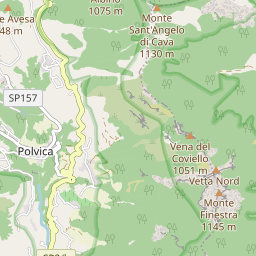 Albino
1075 m
Monte
Sant'Angelo
di Cava
1130 m
e Avesa
48 m
SP157
Polvica
Vena del
Coviello
1051 m
Vetta Nord
Monte
Finestra
1145 m